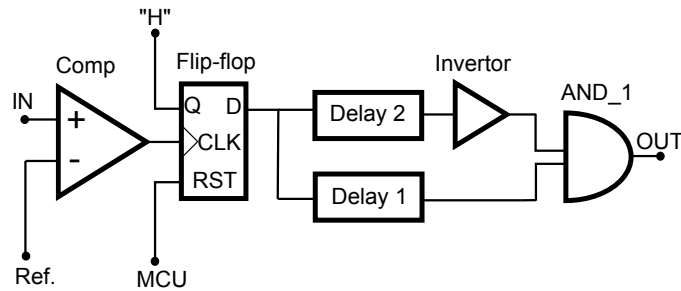 "H"
Comp
Flip-flop
Invertor
AND_1
IN
+
-
Q D
CLK
RST
Delay 2
Delay 1
OUT
Ref.
MCU